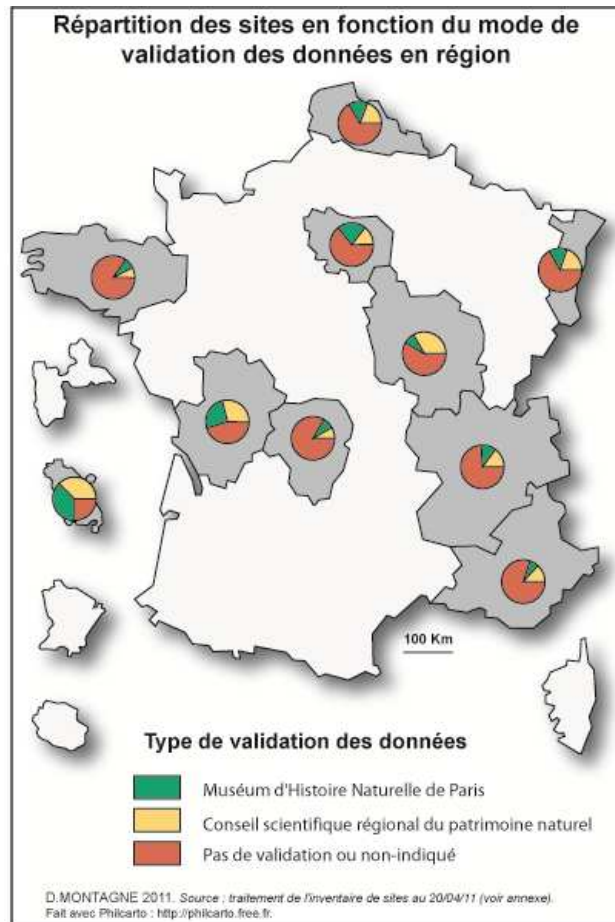 Répartition des sites en fonction du mode de
validation des données en région
100 Km
Type de validation des données
Muséum d'Histoire Naturelle de Paris
Conseil scientifique régional du patrimoine naturel
Pas de validation ou non-indiqué
D.MONTAGNE 2011. Source : traitement de l'inventaire de sites au 20/04/11 (voir annexe).
Fait avec Philcarto : http://philcarto.free.fr.